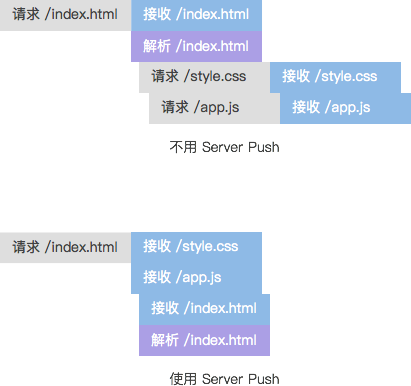 请求 /index.html 接收 /index.html
解析 /index.html
请求 /style.css 接收 /style.css
请求 /app.js 接收 /app.js
不用 Server Push
请求 /index.html 接收 /style.css
接收 /app.js
接收 /index.html
解析 /index.html
使用 Server Push